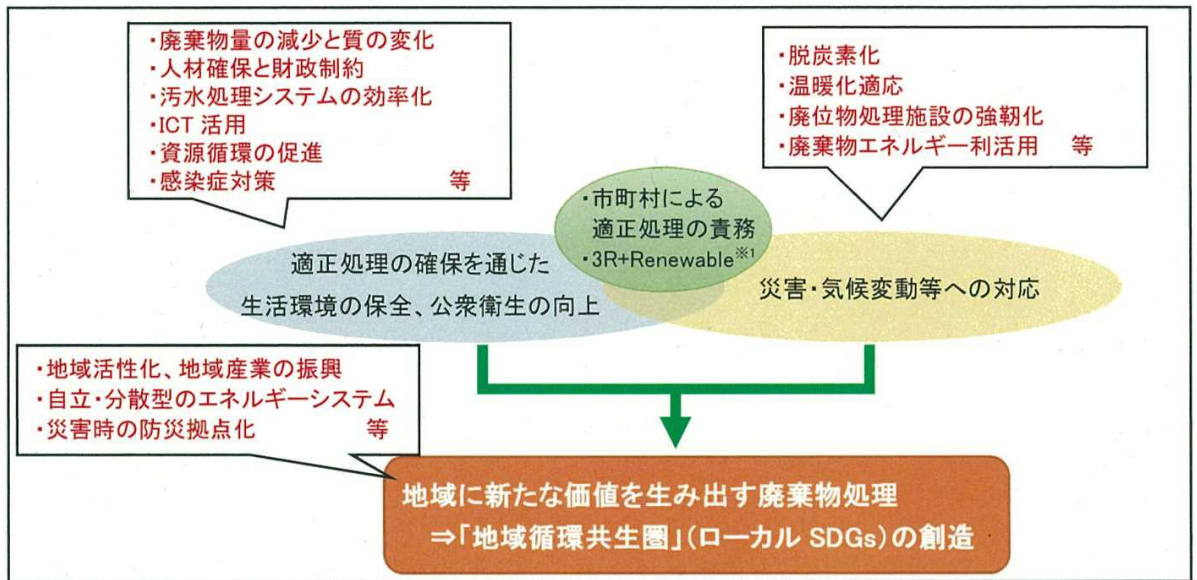 ・廃棄物量の減少と質の変化
・人材確保と財政制約
・汚水処理システムの効率化
・ICT 活用
・資源循環の促進
・感染症対策 等
・脱炭素化
・温暖化適応
・廃位物処理施設の強靭化
・廃棄物エネルギー利活用 等
・市町村による
適正処理の責務
・3R+Renewable※1
適正処理の確保を通じた
生活環境の保全、公衆衛生の向上
災害・気候変動等への対応
・地域活性化、地域産業の振興
・自立・分散型のエネルギーシステム
・災害時の防災拠点化 等
地域に新たな価値を生み出す廃棄物処理
⇒「地域循環共生圏」(ローカル SDGs)の創造